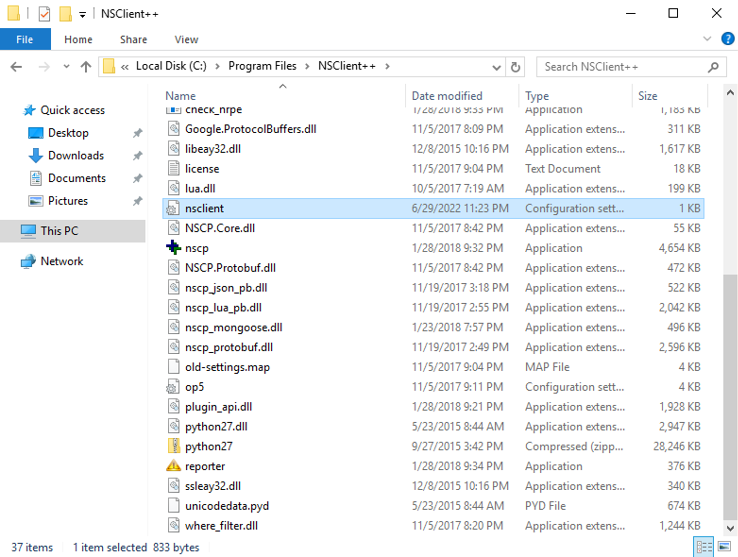 NSClient++
File Home Share View
« Local Disk (C:) > Program Files > NSClient++ > Search NSClient++
Name Date modified Type Size
Quick access
Desktop
Downloads
Documents
Pictures
This PC
Network
check_nrpe 1/28/2018 9:33 PM Application 1,183 KB
Google.ProtocolBuffers.dll 11/5/2017 8:09 PM Application extens... 311 KB
libeay32.dll 12/8/2015 10:16 PM Application extens... 1,617 KB
license 11/5/2017 9:04 PM Text Document 18 KB
lua.dll 10/5/2017 7:19 AM Application extens... 199 KB
nsclient 6/29/2022 11:23 PM Configuration sett... 1 KB
NSCP.Core.dll 11/5/2017 8:42 PM Application extens... 55 KB
nscp 1/28/2018 9:32 PM Application 4,654 KB
NSCP.Protobuf.dll 11/5/2017 8:42 PM Application extens... 472 KB
nscp_json_pb.dll 11/19/2017 3:18 PM Application extens... 522 KB
nscp_lua_pb.dll 11/19/2017 2:55 PM Application extens... 2,042 KB
nscp_mongoose.dll 1/23/2018 7:57 PM Application extens... 496 KB
nscp_protobuf.dll 11/19/2017 2:49 PM Application extens... 2,596 KB
old-settings.map 11/5/2017 9:04 PM MAP File 4 KB
op5 11/5/2017 9:11 PM Configuration sett... 4 KB
plugin_api.dll 1/28/2018 9:21 PM Application extens... 1,928 KB
python27.dll 5/23/2015 8:44 AM Application extens... 2,947 KB
python27 9/27/2015 3:42 PM Compressed (zipp... 28,246 KB
reporter 1/28/2018 9:34 PM Application 376 KB
ssleay32.dll 12/8/2015 10:16 PM Application extens... 340 KB
unicodedata.pyd 5/23/2015 8:44 AM PYD File 674 KB
where_filter.dll 11/5/2017 8:20 PM Application extens... 1,244 KB
37 items 1 item selected 833 bytes